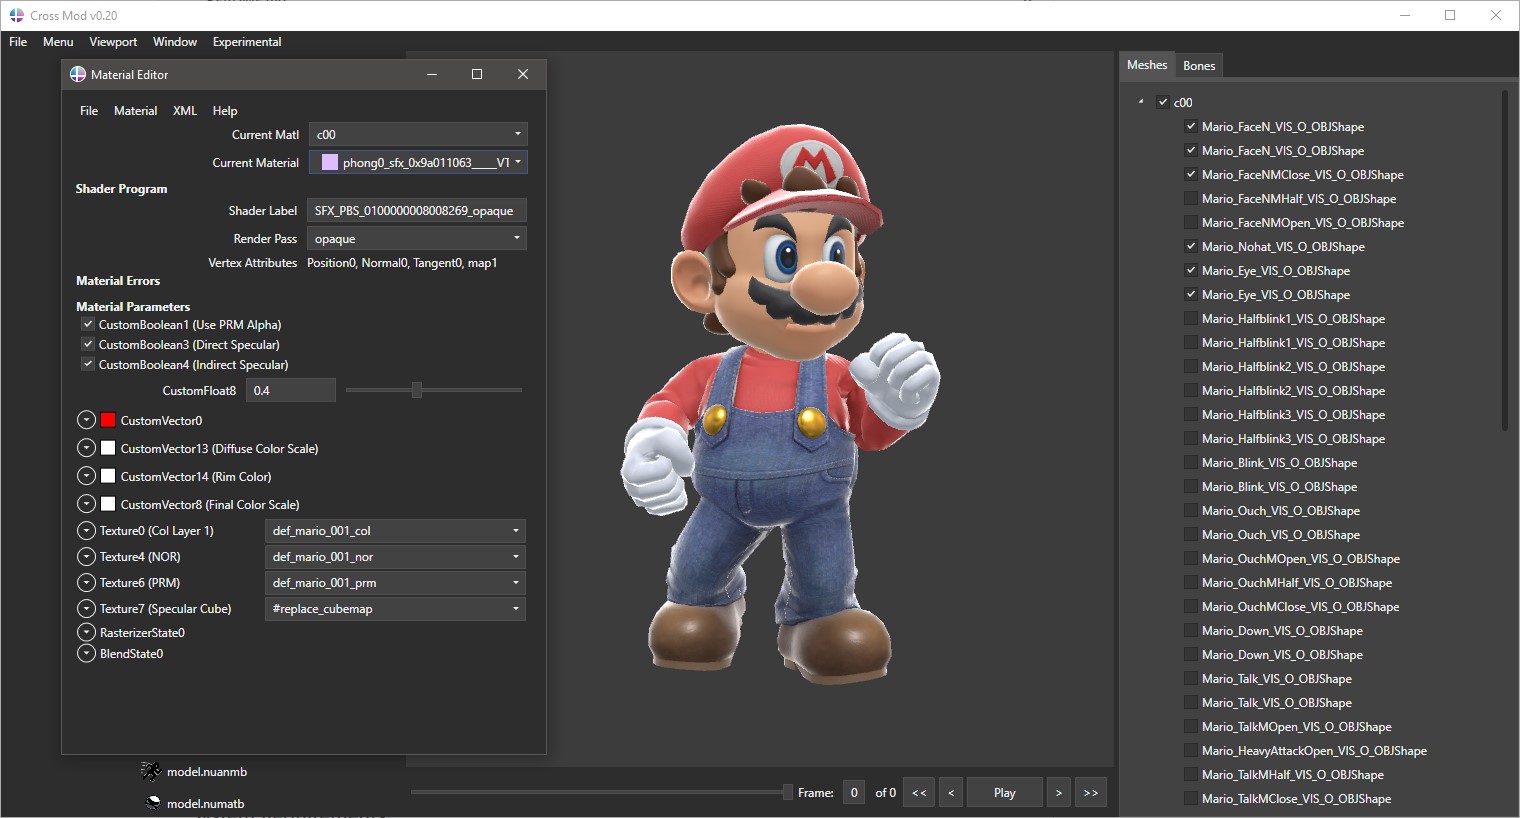 Cross Mod v0.20
File Menu Viewport Window Experimental
Material Editor
File Material XML Help
Current Matl c00
Current Material phong0_sfx_0x9a011063____VT
Shader Program
Shader Label SFX_PBS_0100000008008269_opaque
Render Pass opaque
Vertex Attributes Position0, Normal0, Tangent0, map1
Material Errors
Material Parameters
CustomBoolean1 (Use PRM Alpha)
CustomBoolean3 (Direct Specular)
CustomBoolean4 (Indirect Specular)
CustomFloat8 0.4
CustomVector0
CustomVector13 (Diffuse Color Scale)
CustomVector14 (Rim Color)
CustomVector8 (Final Color Scale)
Texture0 (Col Layer 1) def_mario_001_col
Texture4 (NOR) def_mario_001_nor
Texture6 (PRM) def_mario_001_prm
Texture7 (Specular Cube) #replace_cubemap
RasterizerState0
BlendState0
model.nuanmb
model.numatb
M
Frame: 0 of 0 << < Play > >>
Meshes Bones
c00
Mario_FaceN_VIS_O_OBJShape
Mario_FaceN_VIS_O_OBJShape
Mario_FaceNMClose_VIS_O_OBJShape
Mario_FaceNMHalf_VIS_O_OBJShape
Mario_FaceNMOpen_VIS_O_OBJShape
Mario_Nohat_VIS_O_OBJShape
Mario_Eye_VIS_O_OBJShape
Mario_Eye_VIS_O_OBJShape
Mario_Halfblink1_VIS_O_OBJShape
Mario_Halfblink1_VIS_O_OBJShape
Mario_Halfblink2_VIS_O_OBJShape
Mario_Halfblink2_VIS_O_OBJShape
Mario_Halfblink3_VIS_O_OBJShape
Mario_Halfblink3_VIS_O_OBJShape
Mario_Blink_VIS_O_OBJShape
Mario_Blink_VIS_O_OBJShape
Mario_Ouch_VIS_O_OBJShape
Mario_Ouch_VIS_O_OBJShape
Mario_OuchMOpen_VIS_O_OBJShape
Mario_OuchMHalf_VIS_O_OBJShape
Mario_OuchMClose_VIS_O_OBJShape
Mario_Down_VIS_O_OBJShape
Mario_Down_VIS_O_OBJShape
Mario_Talk_VIS_O_OBJShape
Mario_Talk_VIS_O_OBJShape
Mario_TalkMOpen_VIS_O_OBJShape
Mario_HeavyAttackOpen_VIS_O_OBJShape
Mario_TalkMHalf_VIS_O_OBJShape
Mario_TalkMClose_VIS_O_OBJShape